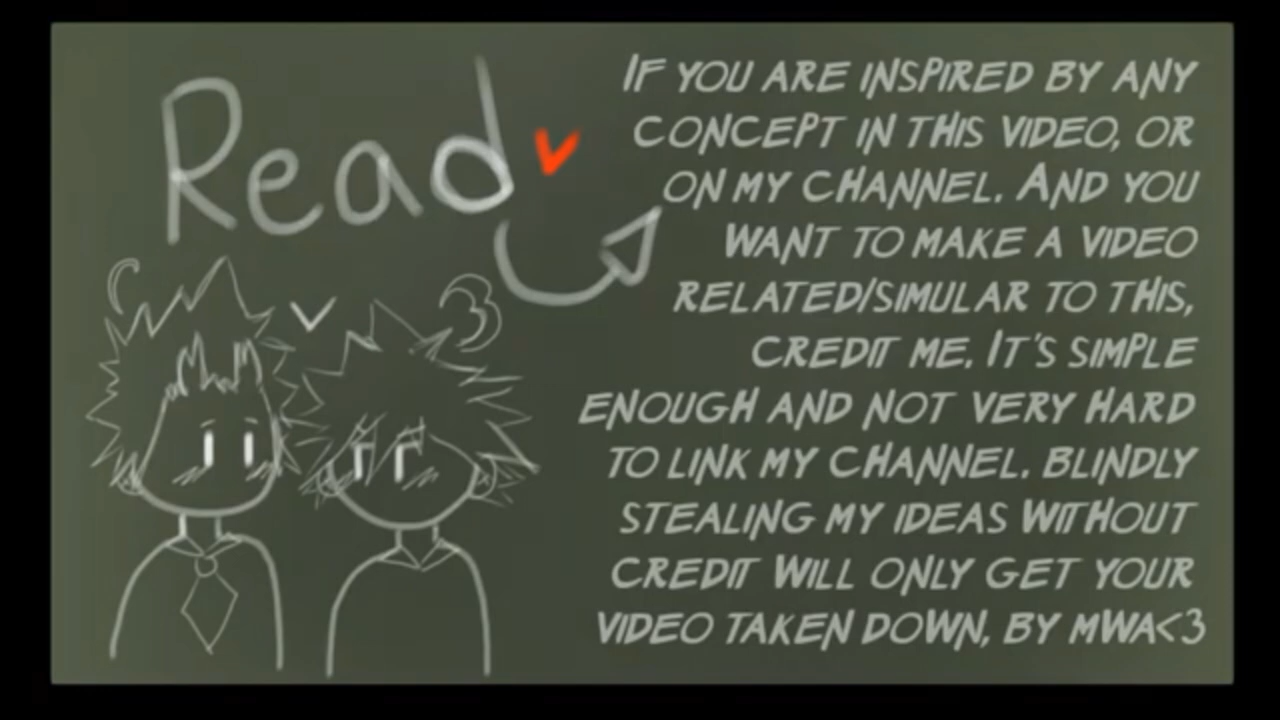 Read
IF YOU ARE INSPIRED BY ANY
CONCEPT IN THIS VIDEO, OR
ON MY CHANNEL. AND YOU
WANT TO MAKE A VIDEO
RELATED/SIMULAR TO THIS,
CREDIT ME. IT'S SIMPLE
ENOUGH AND NOT VERY HARD
TO LINK MY CHANNEL. BLINDLY
STEALING MY IDEAS WITHOUT
CREDIT WILL ONLY GET YOUR
VIDEO TAKEN DOWN, BY MWA<3